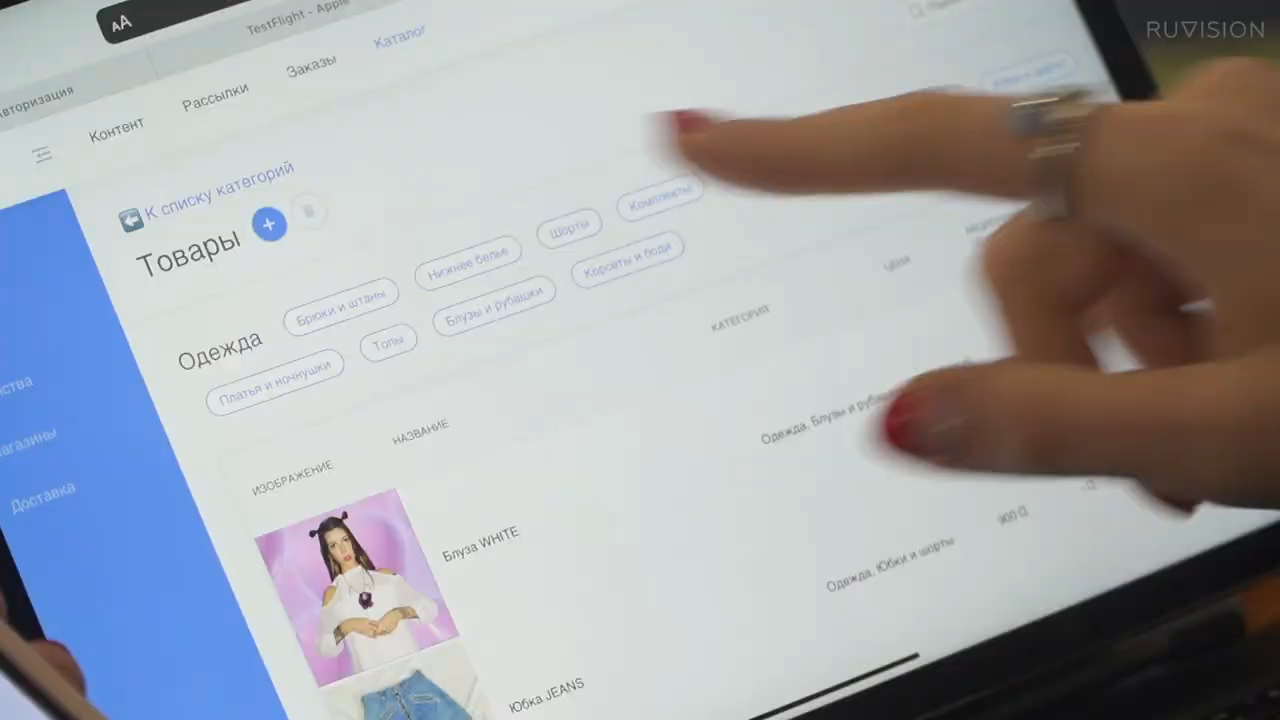 RUVISION
AA
TestFlight - Apple
Авторизация
Контент
Рассылки
Заказы
Каталог
К списку категорий
Товары
Одежда
Брюки и штаны
Нижнее белье
Шорты
Комплекты
Платья и ночнушки
Топы
Блузы и рубашки
Корсеты и боди
ИЗОБРАЖЕНИЕ
НАЗВАНИЕ
КАТЕГОРИЯ
ЦЕНА
Блуза WHITE
Одежда, Блузы и
Юбка JEANS
Одежда, Юбки и шорты
Доставка